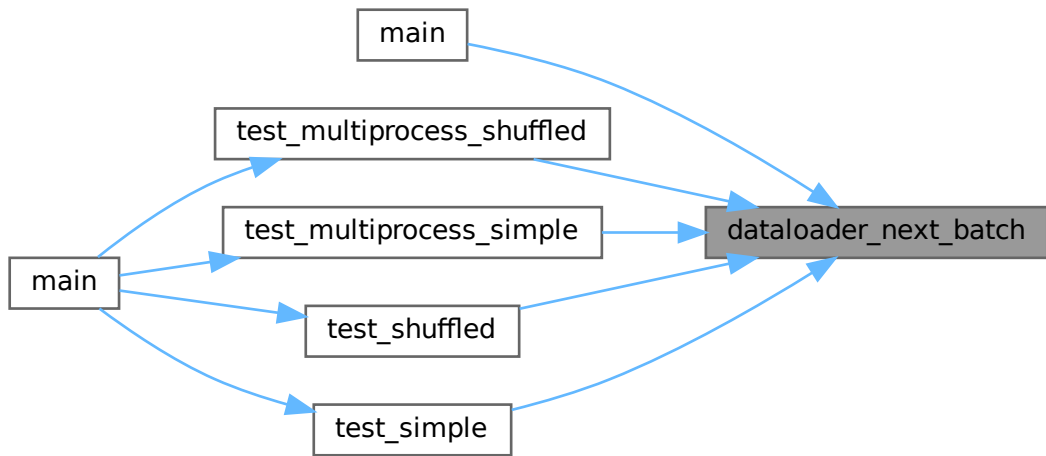 main
test_multiprocess_shuffled
test_multiprocess_simple
dataloader_next_batch
main
test_shuffled
test_simple